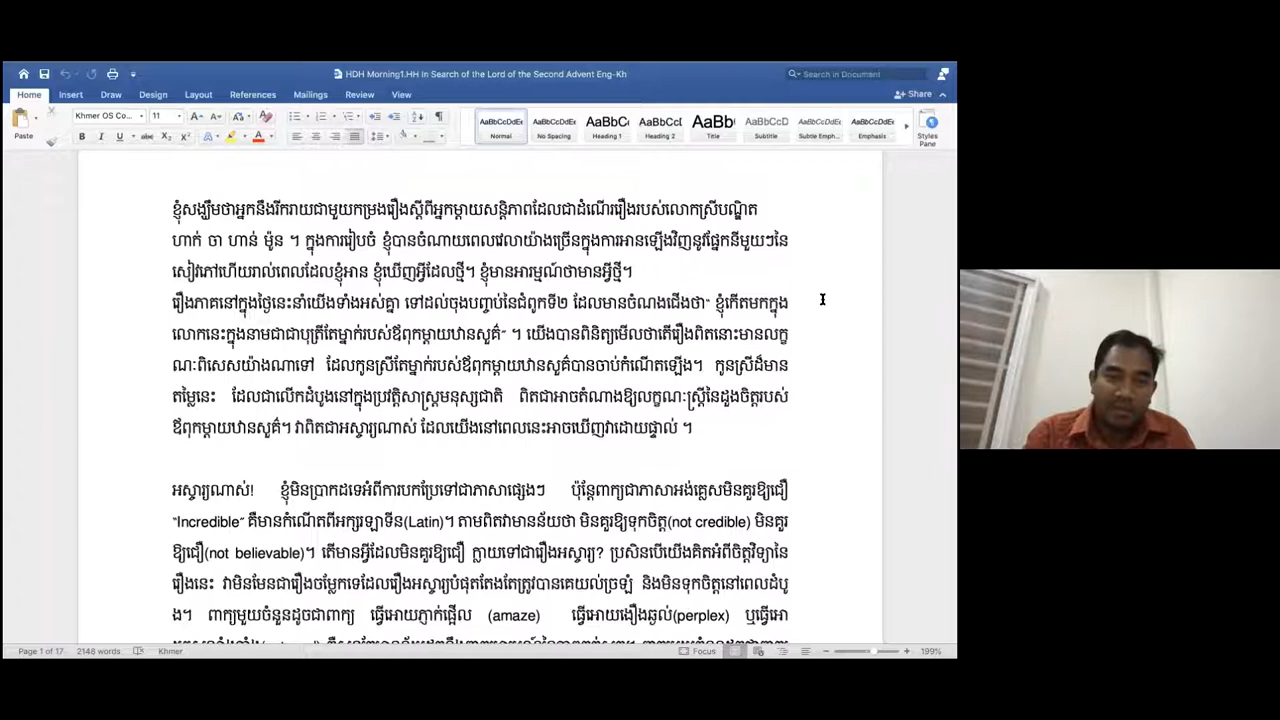 HDH Morning1.HH in Search of the Lord of the Second Advent Eng-Kh
Search in Document
Home Insert Draw Design Layout References Mailings Review View
Share
Paste
Khmer OS Co... 11
AaBbCcDdEe AaBbCcDdEe AaBbCc AaBbCcDdEe AaBb( AaBbCcDdEe AaBbCcDdEe AaBbCcDdEe
Normal No Spacing Heading 1 Heading 2 Title Subtitle Subtle Emph... Emphasis
Styles Pane
ខ្ញុំសង្ឃឹមថាអ្នកនឹងរីករាយជាមួយកម្រងរឿងស្តីពីអ្នកម្តាយសន្តិភាពដែលជាដំណើររឿងរបស់លោកស្រីបណ្ឌិត
ហាក់ ចា ហាន់ ម៉ូន ។ ក្នុងការរៀបចំ ខ្ញុំបានចំណាយពេលវេលាយ៉ាងច្រើនក្នុងការអានឡើងវិញនូវផ្នែកនីមួយៗនៃ
សៀវភៅហើយរាល់ពេលដែលខ្ញុំអាន ខ្ញុំឃើញអ្វីដែលថ្មី។ ខ្ញុំមានអារម្មណ៍ថាមានអ្វីថ្មី។
រឿងភាគនៅក្នុងថ្ងៃនេះនាំយើងទាំងអស់គ្នា ទៅដល់ចុងបញ្ចប់នៃជំពូកទី២ ដែលមានចំណងជើងថា“ ខ្ញុំកើតមកក្នុង
លោកនេះក្នុងនាមជាជាបុត្រីតែម្នាក់របស់ឪពុកម្តាយឋានសួគ៌” ។ យើងបានពិនិត្យមើលថាតើរឿងពិតនោះមានលក្ខ
ណៈពិសេសយ៉ាងណាទៅ ដែលកូនស្រីតែម្នាក់របស់ឪពុកម្តាយឋានសួគ៌បានចាប់កំណើតឡើង។ កូនស្រីដ៏មាន
តម្លៃនេះ ដែលជាលើកដំបូងនៅក្នុងប្រវត្តិសាស្ត្រមនុស្សជាតិ ពិតជាអាចតំណាងឱ្យលក្ខណៈស្ត្រីនៃដួងចិត្តរបស់
ឪពុកម្តាយឋានសួគ៌។ វាពិតជាអស្ចារ្យណាស់ ដែលយើងនៅពេលនេះអាចឃើញវាដោយផ្ទាល់ ។
អស្ចារ្យណាស់! ខ្ញុំមិនប្រាកដទេអំពីការបកប្រែទៅជាភាសាផ្សេងៗ ប៉ុន្តែពាក្យជាភាសាអង់គ្លេសមិនគួរឱ្យជឿ
“Incredible” គឺមានកំណើតពីអក្សរឡាទីន(Latin)។ តាមពិតវាមានន័យថា មិនគួរឱ្យទុកចិត្ត(not credible) មិនគួរ
ឱ្យជឿ(not believable)។ តើមានអ្វីដែលមិនគួរឱ្យជឿ ក្លាយទៅជារឿងអស្ចារ្យ? ប្រសិនបើយើងគិតអំពីចិត្តវិទ្យានៃ
រឿងនេះ វាមិនមែនជារឿងចម្លែកទេដែលរឿងអស្ចារ្យបំផុតតែងតែត្រូវបានគេយល់ច្រឡំ និងមិនទុកចិត្តនៅពេលដំបូ
ង។ ពាក្យមួយចំនួនដូចជាពាក្យ ធ្វើអោយភ្ញាក់ផ្អើល (amaze) ធ្វើអោយងឿងឆ្ងល់(perplex) ឬធ្វើអោ
Page 1 of 17 2148 words Khmer Focus 199%